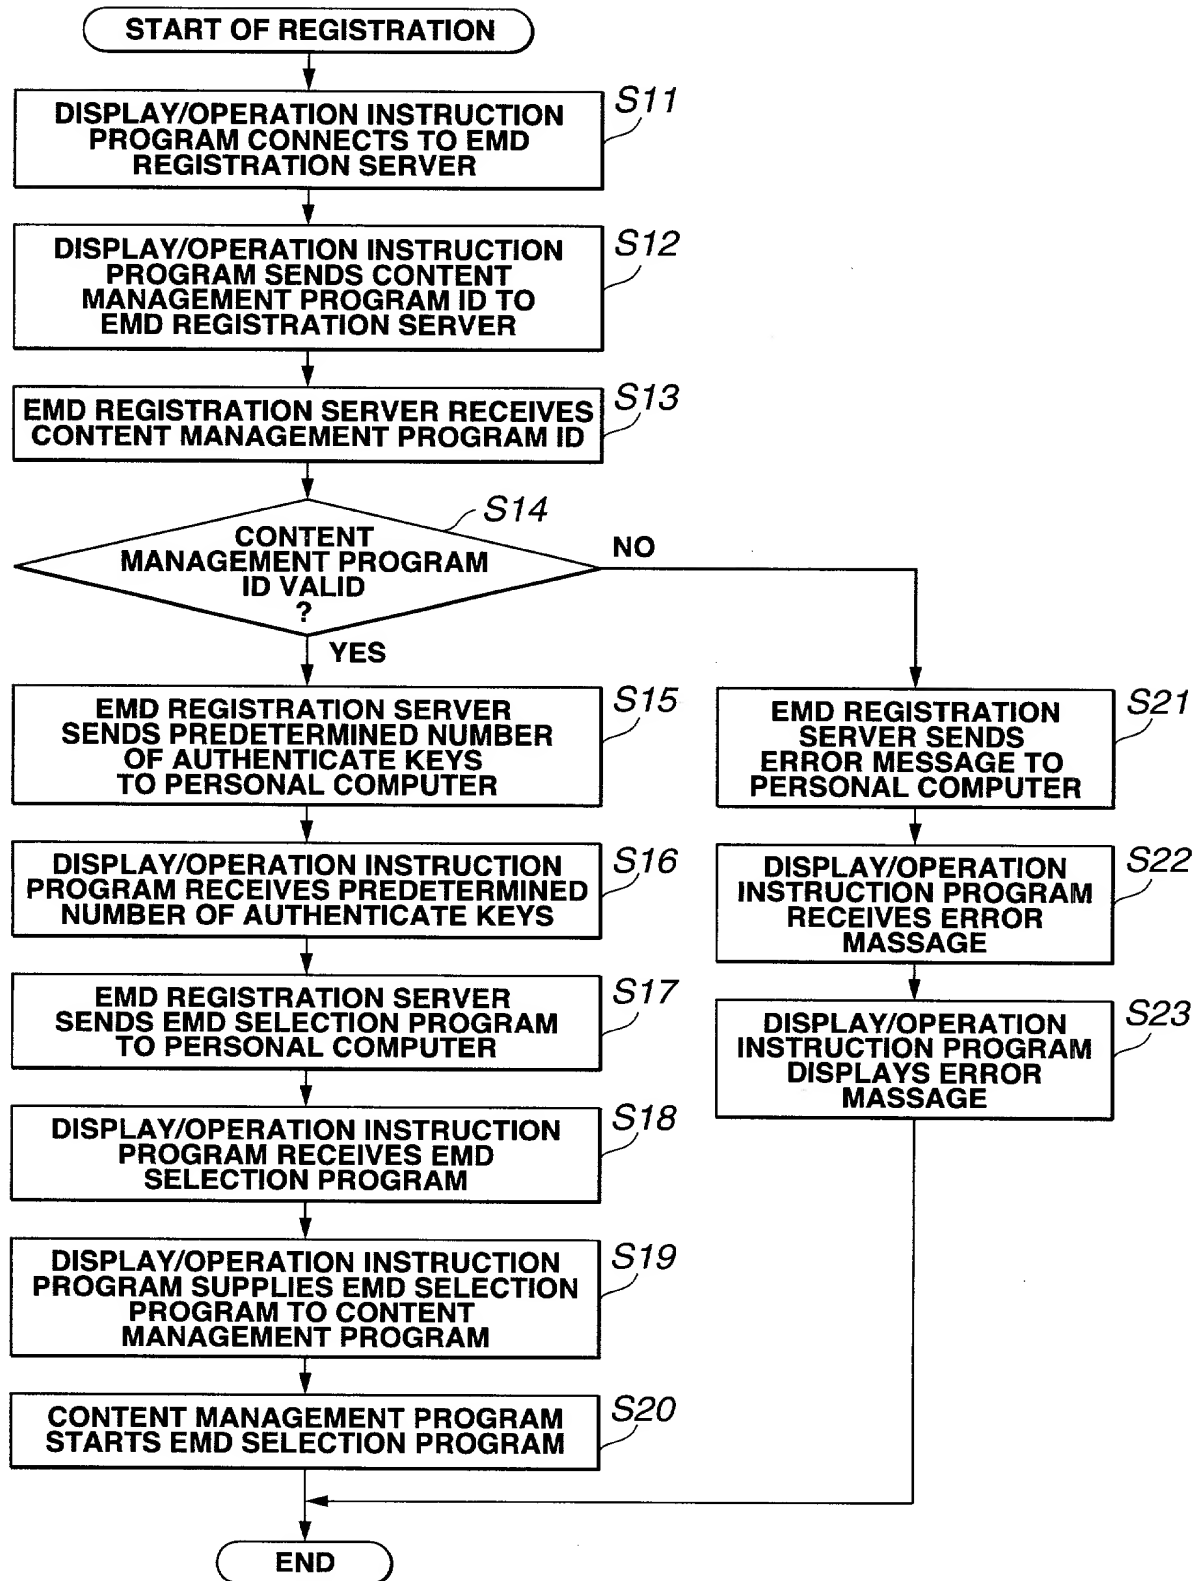 START OF REGISTRATION
S11
DISPLAY/OPERATION INSTRUCTION
PROGRAM CONNECTS TO EMD
REGISTRATION SERVER
S12
DISPLAY/OPERATION INSTRUCTION
PROGRAM SENDS CONTENT
MANAGEMENT PROGRAM ID TO
EMD REGISTRATION SERVER
S13
EMD REGISTRATION SERVER RECEIVES
CONTENT MANAGEMENT PROGRAM ID
S14
CONTENT
MANAGEMENT PROGRAM
ID VALID
?
NO
YES
S15
EMD REGISTRATION SERVER
SENDS PREDETERMINED NUMBER
OF AUTHENTICATE KEYS
TO PERSONAL COMPUTER
S16
DISPLAY/OPERATION INSTRUCTION
PROGRAM RECEIVES PREDETERMINED
NUMBER OF AUTHENTICATE KEYS
S17
EMD REGISTRATION SERVER
SENDS EMD SELECTION PROGRAM
TO PERSONAL COMPUTER
S18
DISPLAY/OPERATION INSTRUCTION
PROGRAM RECEIVES EMD
SELECTION PROGRAM
S19
DISPLAY/OPERATION INSTRUCTION
PROGRAM SUPPLIES EMD SELECTION
PROGRAM TO CONTENT
MANAGEMENT PROGRAM
S20
CONTENT MANAGEMENT PROGRAM
STARTS EMD SELECTION PROGRAM
S21
EMD REGISTRATION
SERVER SENDS
ERROR MESSAGE TO
PERSONAL COMPUTER
S22
DISPLAY/OPERATION
INSTRUCTION PROGRAM
RECEIVES ERROR
MASSAGE
S23
DISPLAY/OPERATION
INSTRUCTION PROGRAM
DISPLAYS ERROR
MASSAGE
END